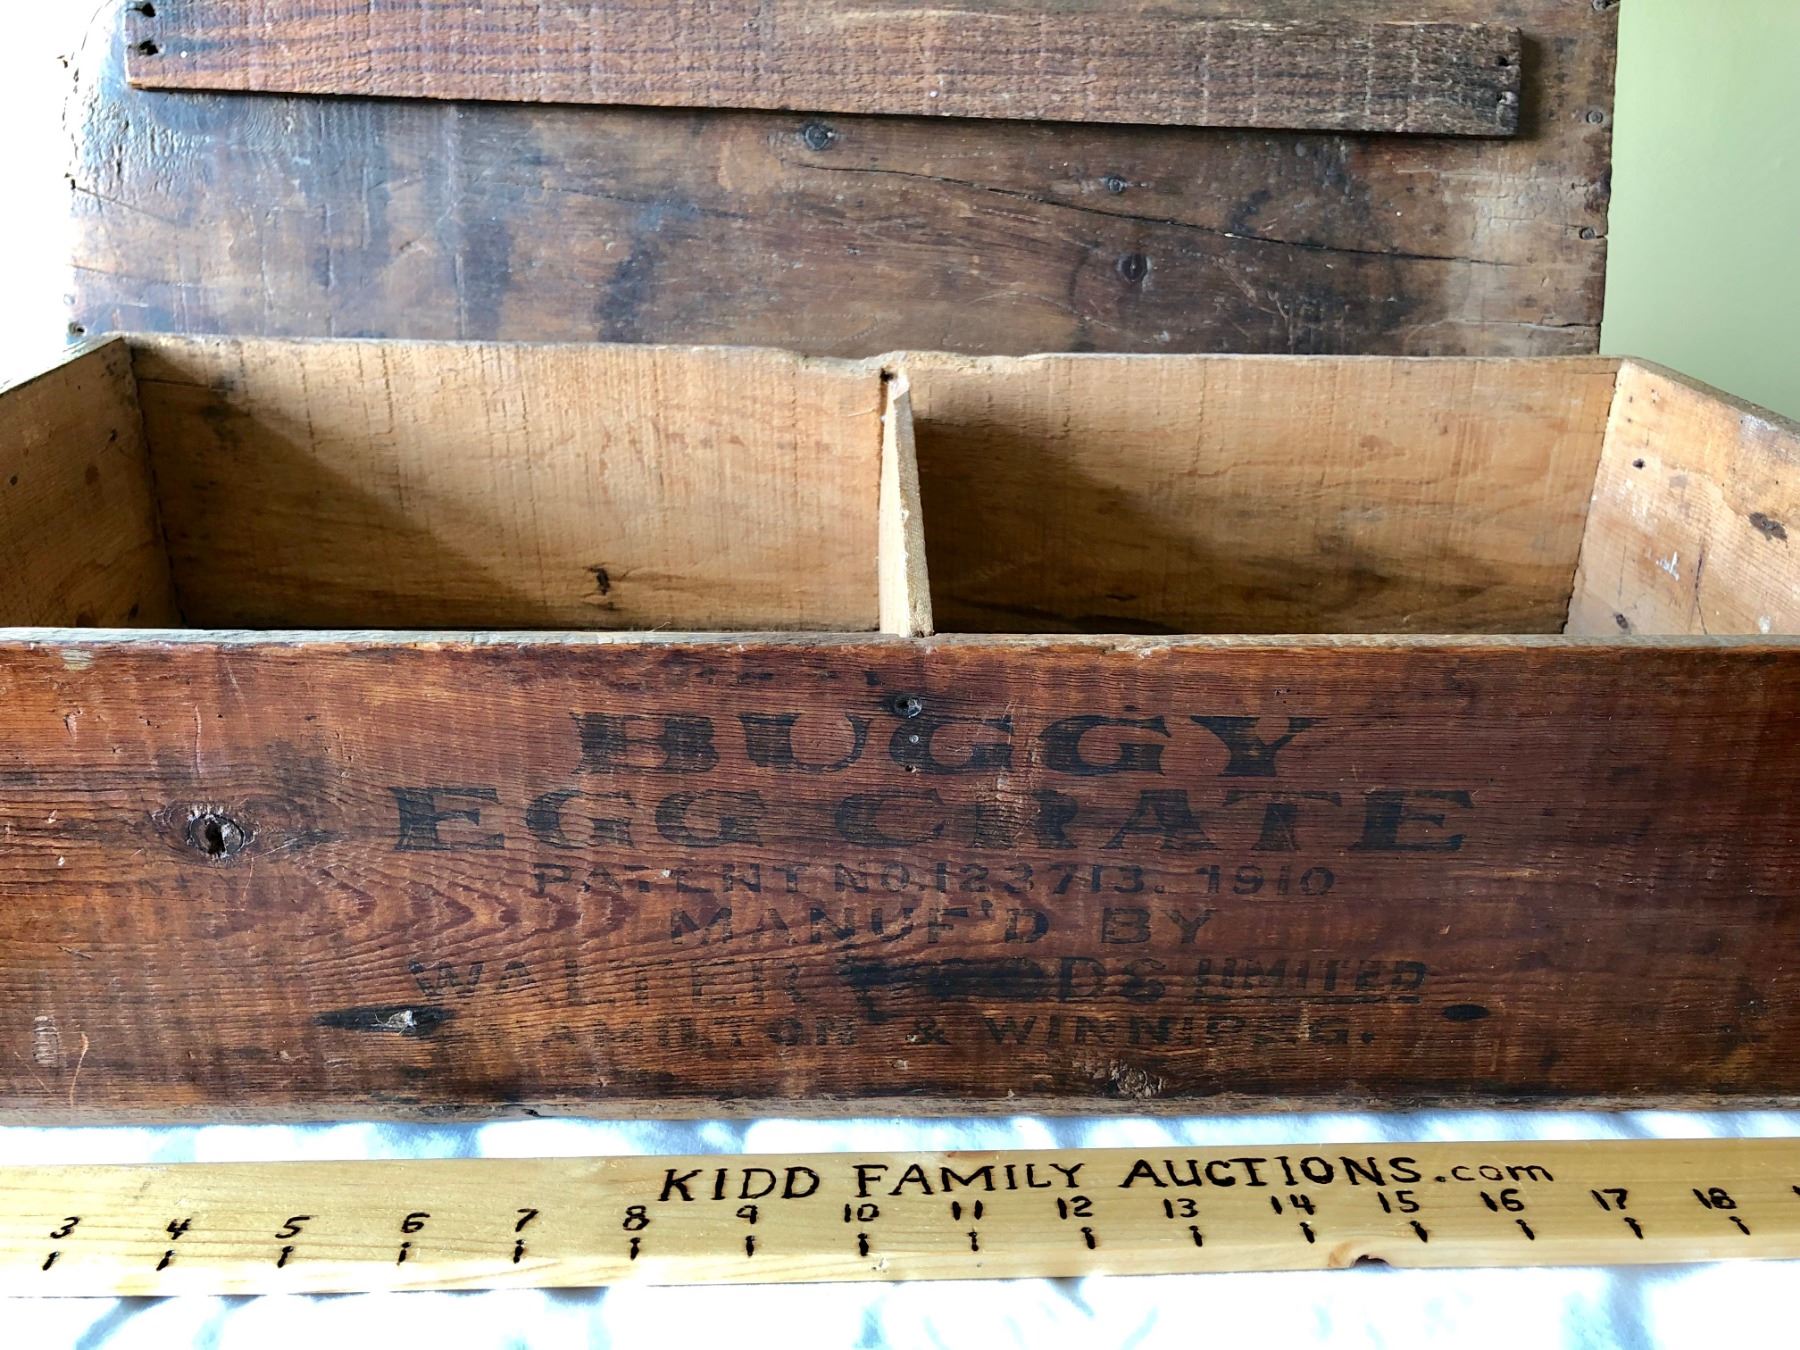 BUGGY
EGG CRATE
PATENT NO. 123713. 1910
MANUF'D BY
WALTER LIMITED
& WINNIPEG.
KIDD FAMILY AUCTIONS.com
3 4 5 6 7 8 9 10 11 12 13 14 15 16 17 18